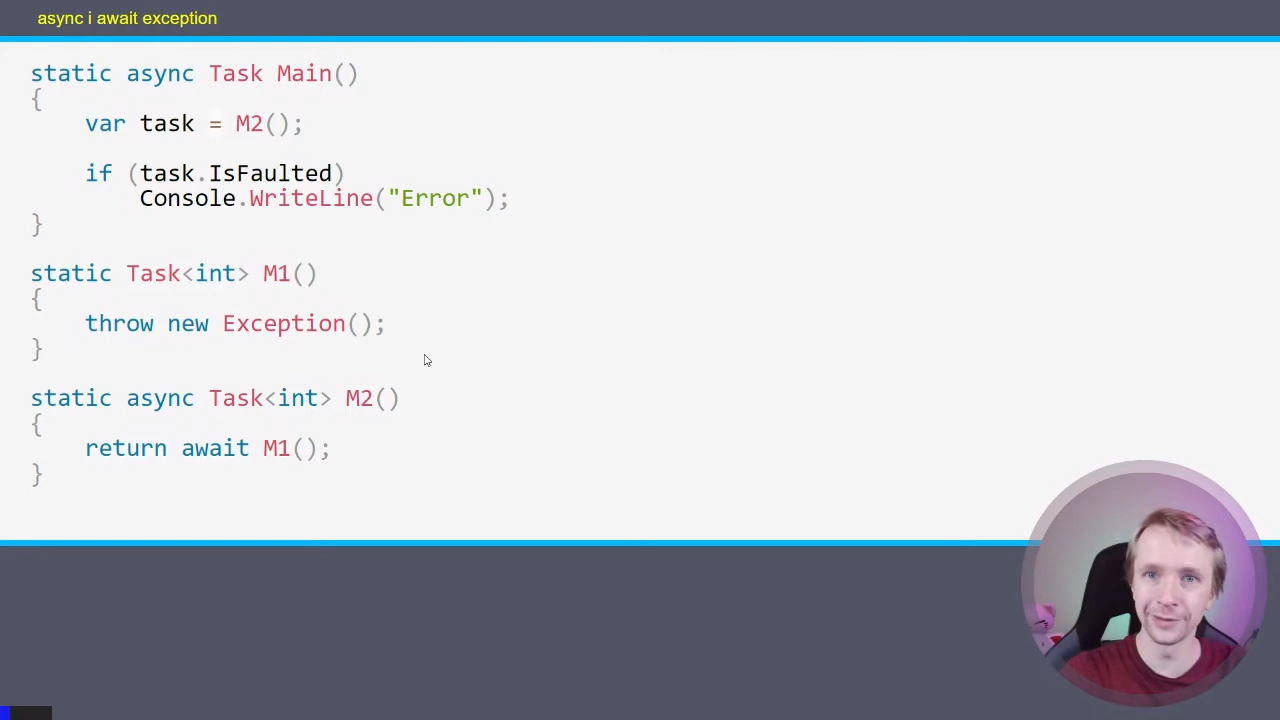 async i await exception
static async Task Main()
{
    var task = M2();
    if (task.IsFaulted)
        Console.WriteLine("Error");
}
static Task<int> M1()
{
    throw new Exception();
}
static async Task<int> M2()
{
    return await M1();
}